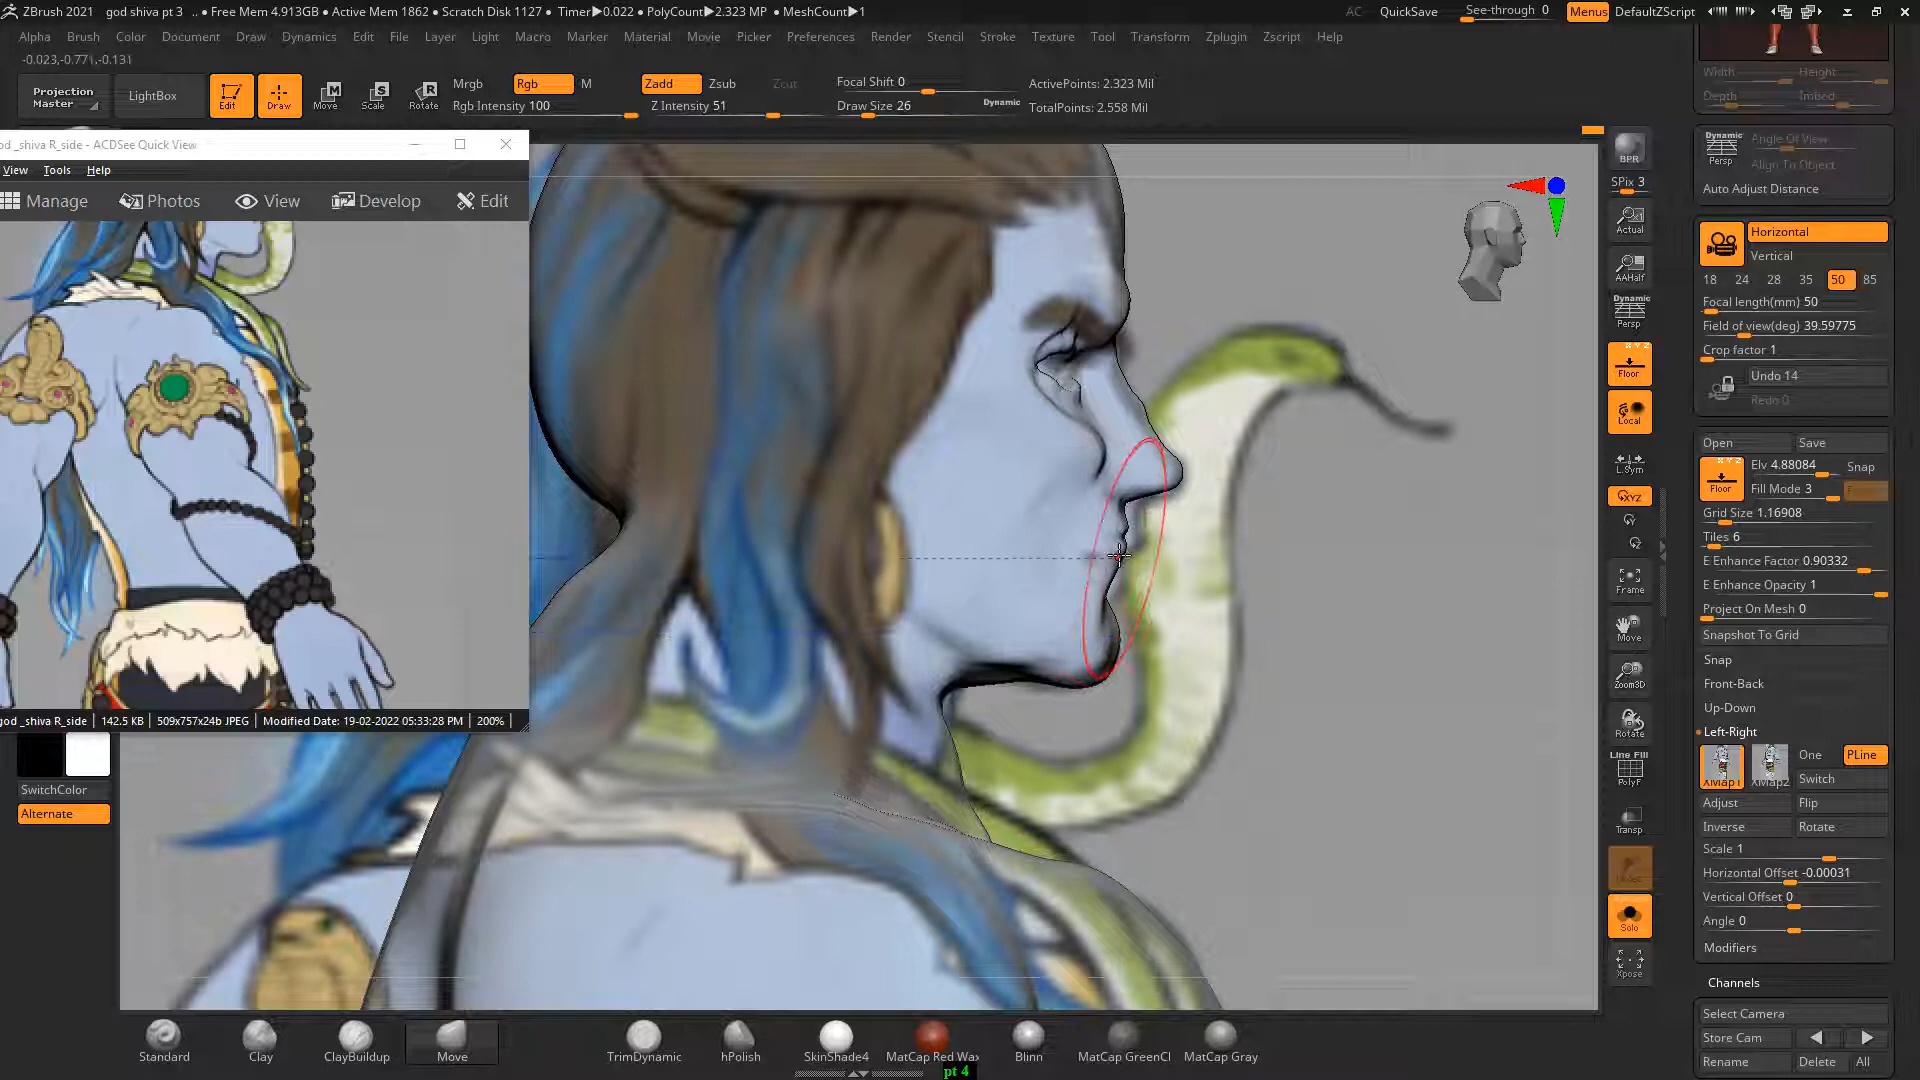 ZBrush 2021 god shiva pt 3 .. ● Free Mem 4.913GB ● Active Mem 1862 ● Scratch Disk 1127 ● Timer▶0.022 ● PolyCount▶2.323 MP ● MeshCount▶1 AC QuickSave See-through 0 Menus DefaultZScript
Alpha Brush Color Document Draw Dynamics Edit File Layer Light Macro Marker Material Movie Picker Preferences Render Stencil Stroke Texture Tool Transform Zplugin Zscript Help
-0.023,-0.771,-0.131
Projection Master
LightBox
Edit
Draw
Move
Scale
Rotate
Mrgb Rgb M
Rgb Intensity 100
Zadd Zsub Zcut
Z Intensity 51
Focal Shift 0
Draw Size 26
Dynamic
ActivePoints: 2.323 Mil
TotalPoints: 2.558 Mil
od _shiva R_side - ACDSee Quick View
View Tools Help
Manage Photos View Develop Edit
od _shiva R_side 142.5 KB 509x757x24b JPEG Modified Date: 19-02-2022 05:33:28 PM 200%
SwitchColor
Alternate
BPR
SPix 3
Actual
AAHalf
Dynamic
Persp
X Y Z
Floor
Local
L.Sym
XYZ
Frame
Move
Zoom3D
Rotate
Line Fill
PolyF
Transp
Solo
Xpose
Width Height
Depth Imbed
Dynamic
Persp
Angle Of View
Align To Object
Auto Adjust Distance
Horizontal
Vertical
18 24 28 35 50 85
Focal length(mm) 50
Field of view(deg) 39.59775
Crop factor 1
Undo 14
Redo 0
Open Save
X Y Z
Floor
Elv 4.88084 Snap
Fill Mode 3
Grid Size 1.16908
Tiles 6
E Enhance Factor 0.90332
E Enhance Opacity 1
Project On Mesh 0
Snapshot To Grid
Snap
Front-Back
Up-Down
Left-Right
XMap1 XMap2
One PLine
Switch
Adjust Flip
Inverse Rotate
Scale 1
Horizontal Offset -0.00031
Vertical Offset 0
Angle 0
Modifiers
Channels
Select Camera
Store Cam
Rename Delete All
Standard Clay ClayBuildup Move TrimDynamic hPolish SkinShade4 MatCap Red Wax Blinn MatCap GreenCl MatCap Gray
pt 4